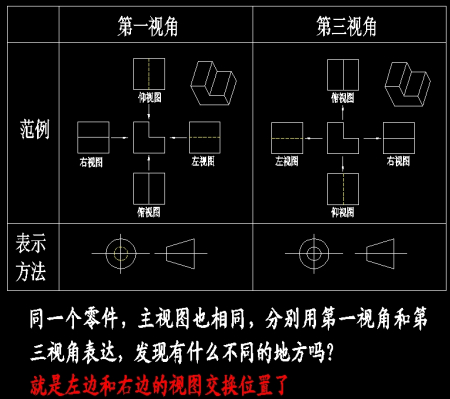 第一视角 第三视角
范例
仰视图
右视图 左视图
俯视图
俯视图
左视图 右视图
仰视图
表示
方法
同一个零件，主视图也相同，分别用第一视角和第
三视角表达，发现有什么不同的地方吗？
就是左边和右边的视图交换位置了